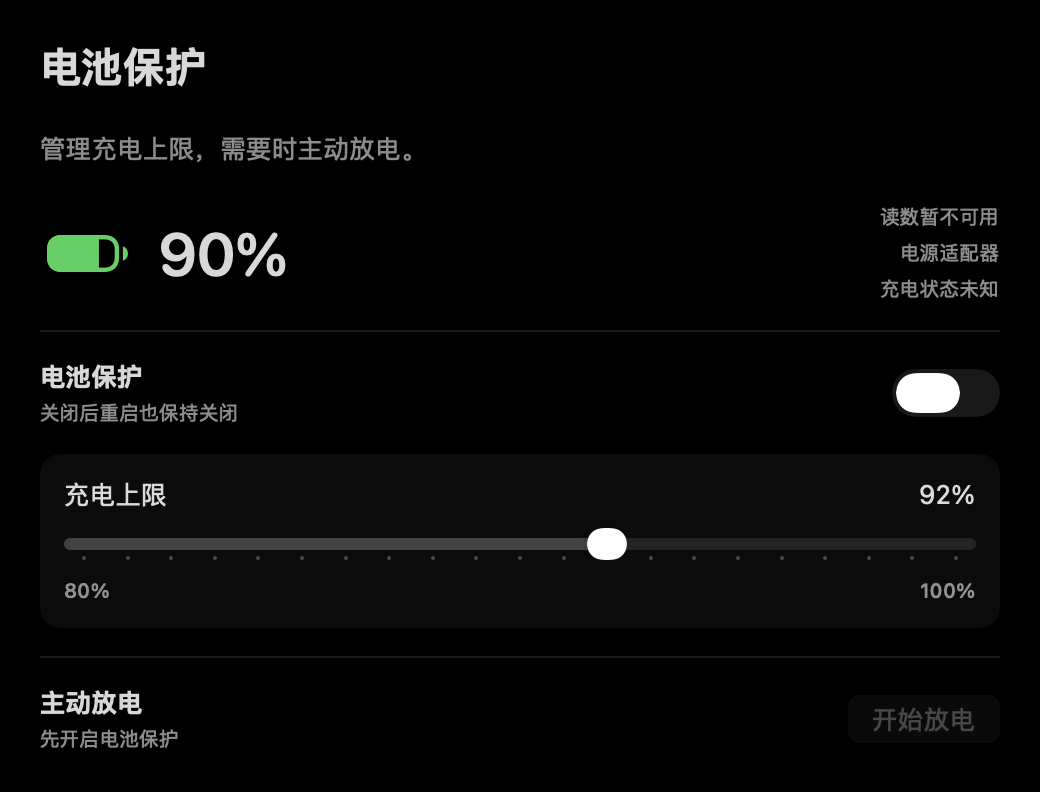 电池保护
管理充电上限，需要时主动放电。
90%
读数暂不可用
电源适配器
充电状态未知
电池保护
关闭后重启也保持关闭
充电上限
92%
80%
100%
主动放电
先开启电池保护
开始放电